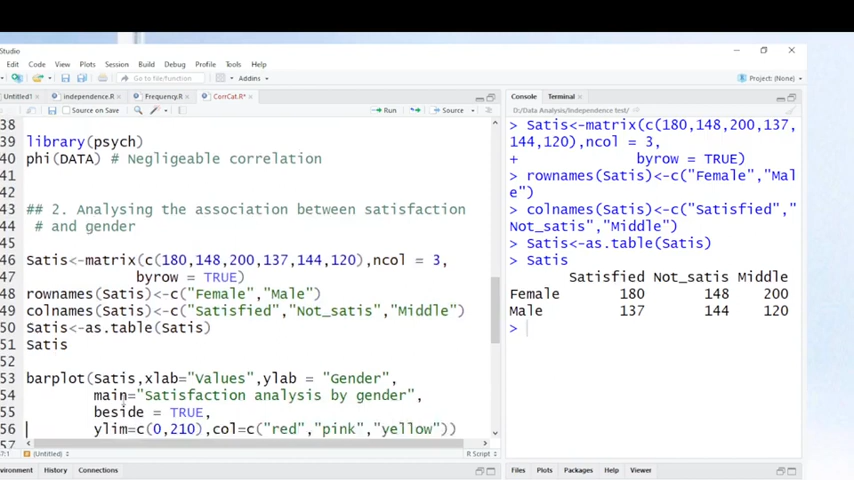 Studio
Edit Code View Plots Session Build Debug Profile Tools Help
Go to file/function
Addins
Project: (None)
Untitled1
independence.R
Frequency.R
CorrCat.R*
Source on Save
Run
Source
38
39 library(psych)
40 phi(DATA) # Negligeable correlation
41
42
43 ## 2. Analysing the association between satisfaction
44 # and gender
45
46 Satis<-matrix(c(180,148,200,137,144,120),ncol = 3,
47 byrow = TRUE)
48 rownames(Satis)<-c("Female","Male")
49 colnames(Satis)<-c("Satisfied","Not_satis","Middle")
50 Satis<-as.table(Satis)
51 Satis
52
53 barplot(Satis,xlab="Values",ylab = "Gender",
54 main="Satisfaction analysis by gender",
55 beside = TRUE,
56 ylim=c(0,210),col=c("red","pink","yellow"))
57
(Untitled)
R Script
Environment History Connections
Console Terminal
D:/Data Analysis/Independence test/
> Satis<-matrix(c(180,148,200,137,
144,120),ncol = 3,
+ byrow = TRUE)
> rownames(Satis)<-c("Female","Mal
e")
> colnames(Satis)<-c("Satisfied","
Not_satis","Middle")
> Satis<-as.table(Satis)
> Satis
Satisfied Not_satis Middle
Female 180 148 200
Male 137 144 120
>
Files Plots Packages Help Viewer